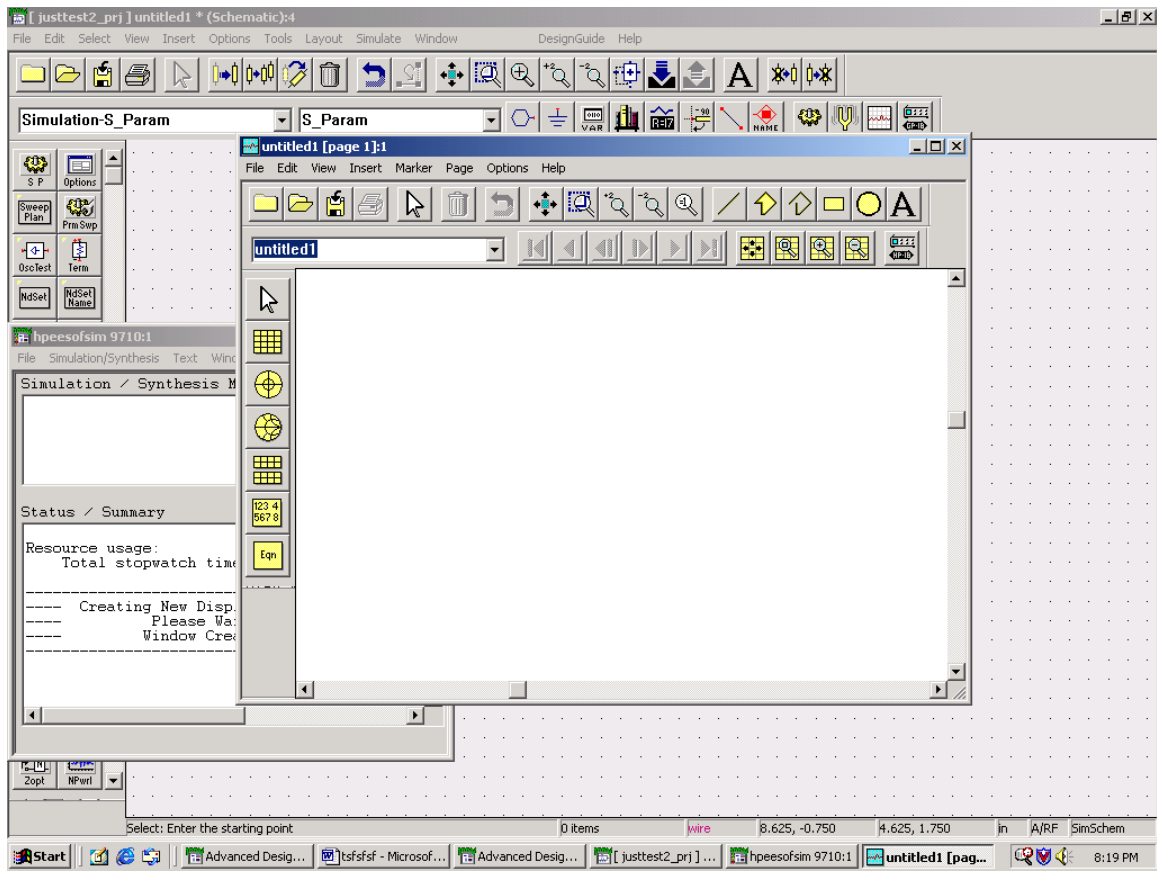 [ justtest2_prj ] untitled1 * (Schematic):4
File Edit Select View Insert Options Tools Layout Simulate Window DesignGuide Help
A
Simulation-S_Param
S_Param
VAR
R=I?
-90
NAME
GP-IB
S P
Options
Sweep Plan
Prm Swp
OscTest
Term
NdSet
NdSet Name
untitled1 [page 1]:1
File Edit View Insert Marker Page Options Help
A
untitled1
123 4
567 8
Eqn
hpeesofsim 9710:1
File Simulation/Synthesis Text Wind
Simulation / Synthesis M
Status / Summary
Resource usage:
Total stopwatch time
---- Creating New Disp
---- Please Wa
---- Window Crea
Zopt
NPwrl
Select: Enter the starting point
0 items
wire
8.625, -0.750
4.625, 1.750
in
A/RF
SimSchem
Start
Advanced Desig...
tsfsfsf - Microsof...
Advanced Desig...
[ justtest2_prj ] ...
hpeesofsim 9710:1
untitled1 [pag...
8:19 PM